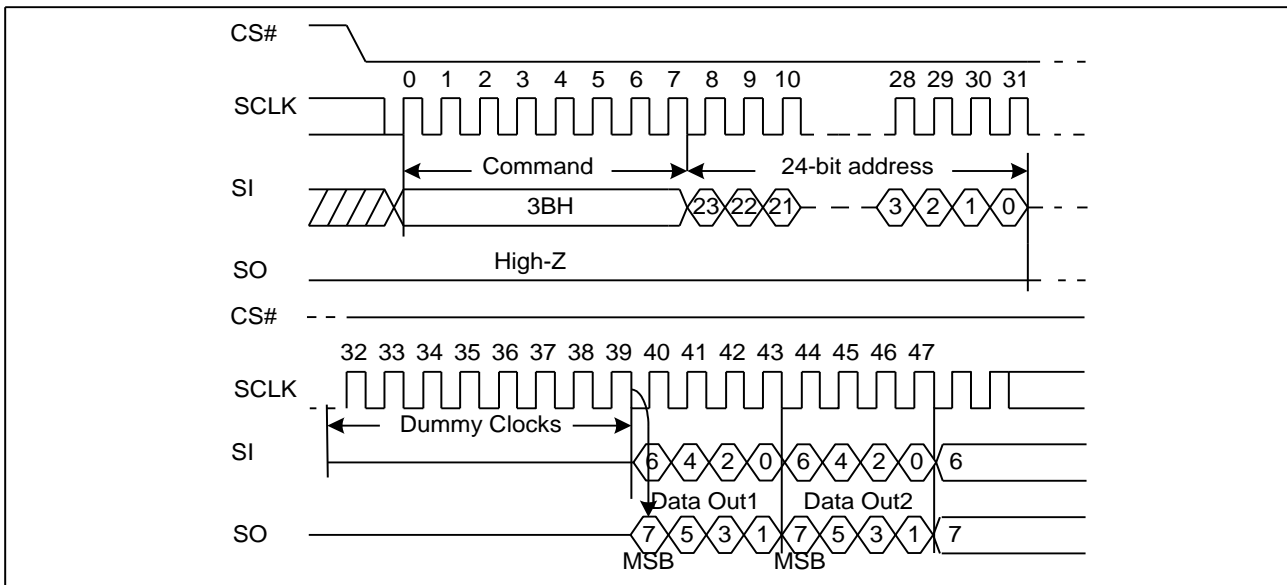 CS#
0 1 2 3 4 5 6 7 8 9 10 28 29 30 31
SCLK
Command 24-bit address
SI
3BH 23 22 21 3 2 1 0
High-Z
SO
CS#
32 33 34 35 36 37 38 39 40 41 42 43 44 45 46 47
SCLK
Dummy Clocks
SI
6 4 2 0 6 4 2 0 6
Data Out1 Data Out2
SO
7 5 3 1 7 5 3 1 7
MSB MSB